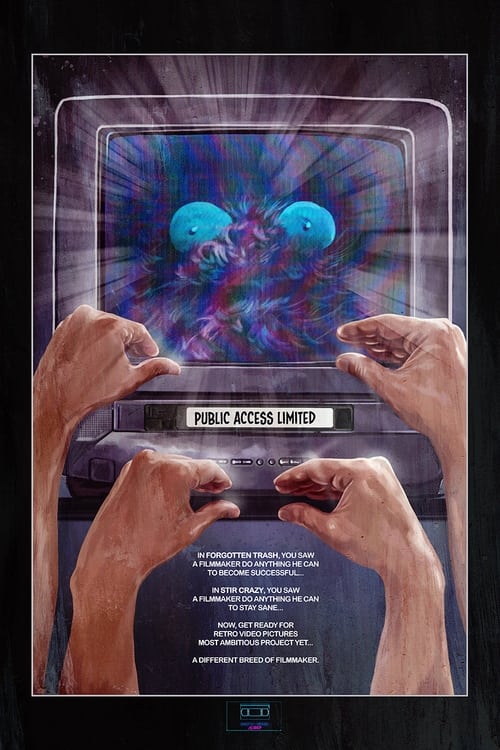 PUBLIC ACCESS LIMITED
IN FORGOTTEN TRASH, YOU SAW
A FILMMAKER DO ANYTHING HE CAN
TO BECOME SUCCESSFUL...
IN STIR CRAZY, YOU SAW
A FILMMAKER DO ANYTHING HE CAN
TO STAY SANE...
NOW, GET READY FOR
RETRO VIDEO PICTURES
MOST AMBITIOUS PROJECT YET...
A DIFFERENT BREED OF FILMMAKER.